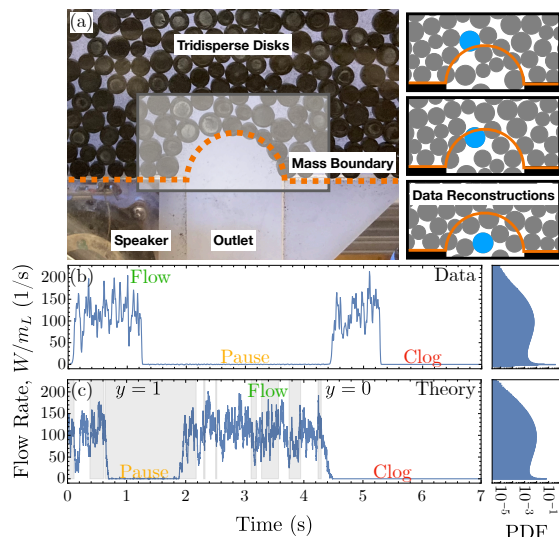 (a)
Tridisperse Disks
Mass Boundary
Speaker
Outlet
Data Reconstructions
Flow Rate, W/m_L (1/s)
(b)
Flow
Data
200
150
100
50
0
Pause
Clog
(c)
y = 1
Flow
y = 0
Theory
200
150
100
50
0
Pause
Clog
0 1 2 3 4 5 6 7
10⁻⁵ 10⁻³ 10⁻¹
Time (s)
PDF